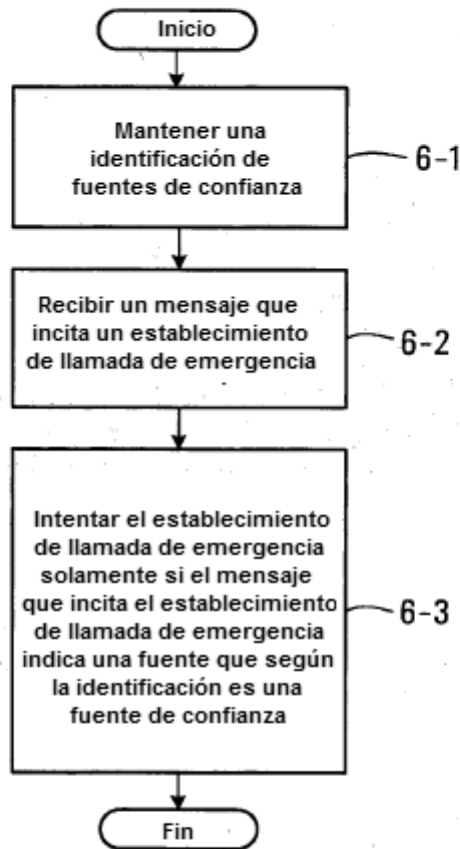 Inicio
Mantener una
identificación de
fuentes de confianza
6-1
Recibir un mensaje que
incita un establecimiento
de llamada de emergencia
6-2
Intentar el establecimiento
de llamada de emergencia
solamente si el mensaje
que incita el establecimiento
de llamada de emergencia
indica una fuente que según
la identificación es una
fuente de confianza
6-3
Fin